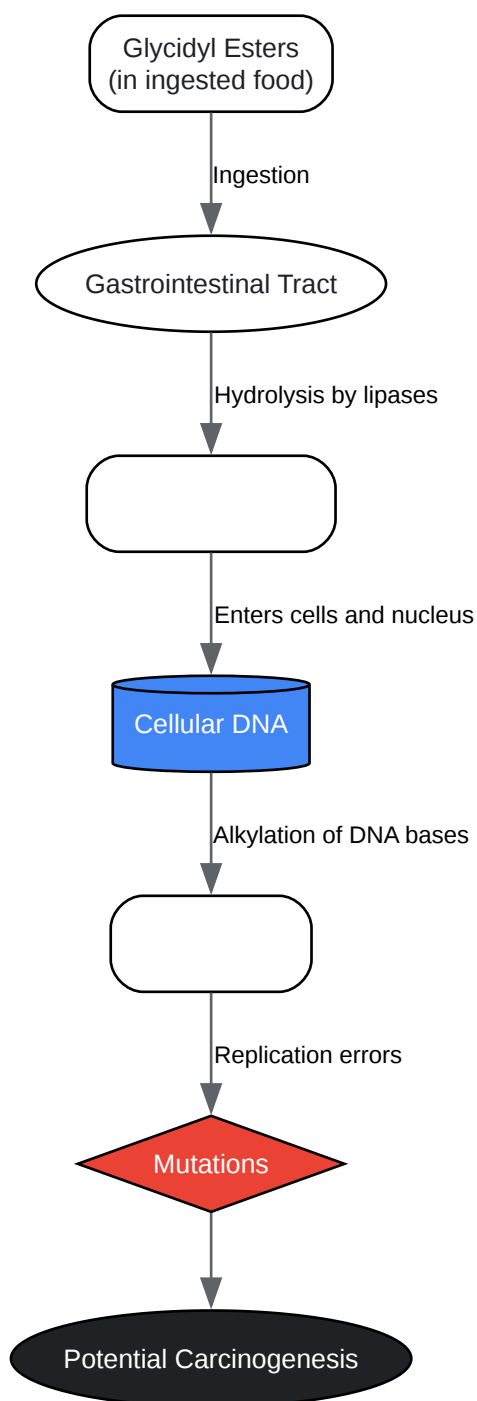 Glycidyl Esters
(in ingested food)
Ingestion
Gastrointestinal Tract
Hydrolysis by lipases
Enters cells and nucleus
Cellular DNA
Alkylation of DNA bases
Replication errors
Mutations
Potential Carcinogenesis